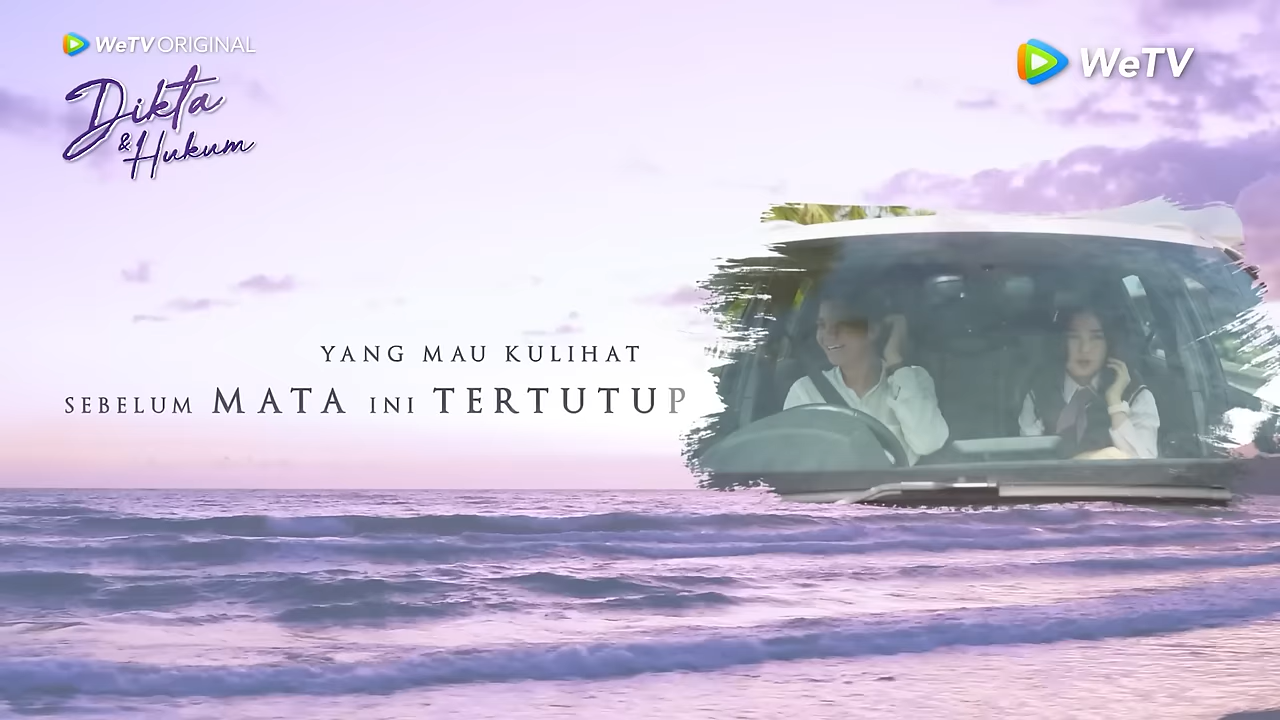 WeTV ORIGINAL
Dikta
& Hukum
WeTV
YANG MAU KULIHAT
SEBELUM MATA INI TERTUTUP